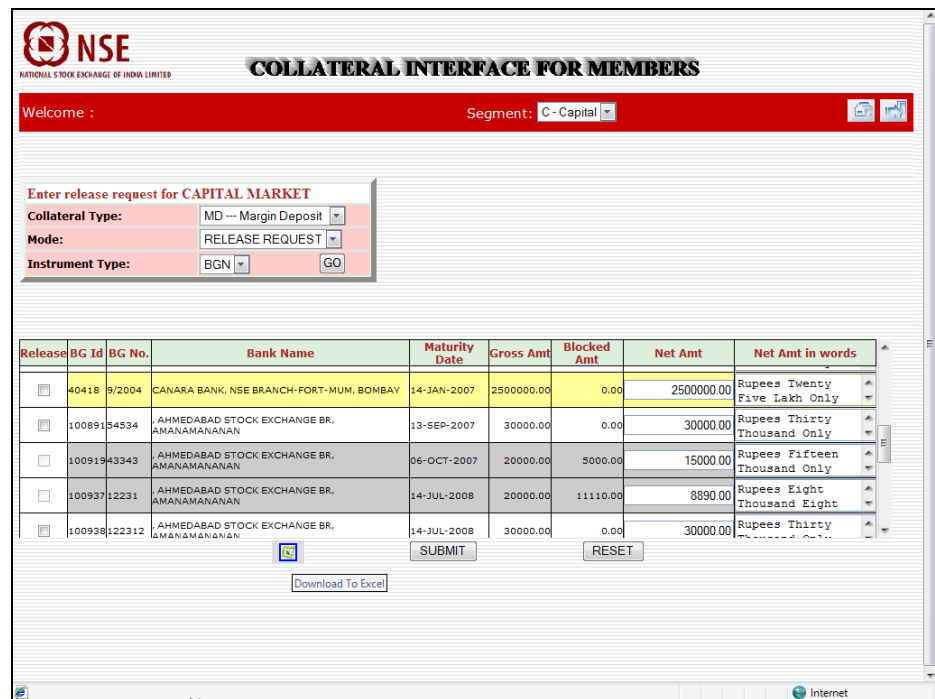 NSE
NATIONAL STOCK EXCHANGE OF INDIA LIMITED
COLLATERAL INTERFACE FOR MEMBERS
Welcome : Segment: C - Capital
Enter release request for CAPITAL MARKET
Collateral Type: MD --- Margin Deposit
Mode: RELEASE REQUEST
Instrument Type: BGN GO
Release BG Id BG No. Bank Name Maturity Date Gross Amt Blocked Amt Net Amt Net Amt in words
40418 9/2004 CANARA BANK, NSE BRANCH-FORT-MUM, BOMBAY 14-JAN-2007 2500000.00 0.00 2500000.00 Rupees Twenty
Five Lakh Only
100891 54534 , AHMEDABAD STOCK EXCHANGE BR, 13-SEP-2007 30000.00 0.00 30000.00 Rupees Thirty
AMANAMANANAN Thousand Only
100919 43343 , AHMEDABAD STOCK EXCHANGE BR, 06-OCT-2007 20000.00 5000.00 15000.00 Rupees Fifteen
AMANAMANANAN Thousand Only
100937 12231 , AHMEDABAD STOCK EXCHANGE BR, 14-JUL-2008 20000.00 11110.00 8890.00 Rupees Eight
AMANAMANANAN Thousand Eight
100938 122312 , AHMEDABAD STOCK EXCHANGE BR, 14-JUL-2008 30000.00 0.00 30000.00 Rupees Thirty
AMANAMANANAN Thousand Only
SUBMIT RESET
Download To Excel
Internet